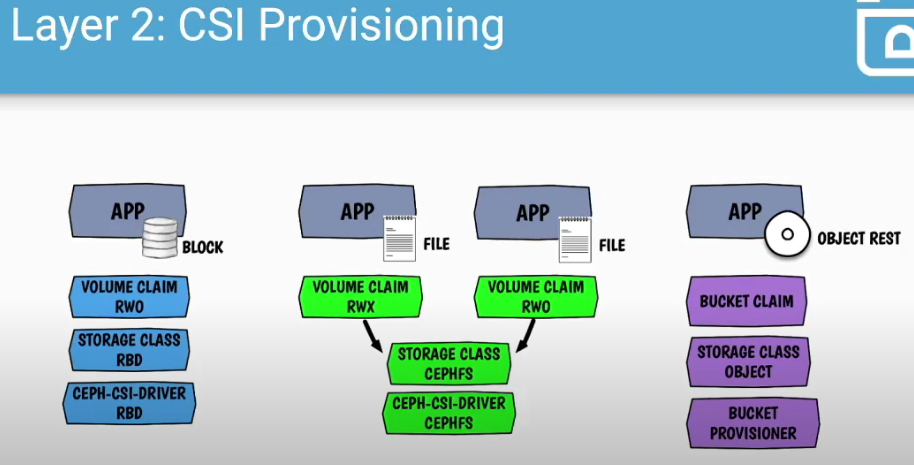 Layer 2: CSI Provisioning
APP
BLOCK
VOLUME CLAIM
RWO
STORAGE CLASS
RBD
CEPH-CSI-DRIVER
RBD
APP
FILE
VOLUME CLAIM
RWX
APP
FILE
VOLUME CLAIM
RWO
STORAGE CLASS
CEPHFS
CEPH-CSI-DRIVER
CEPHFS
APP
OBJECT REST
BUCKET CLAIM
STORAGE CLASS
OBJECT
BUCKET
PROVISIONER